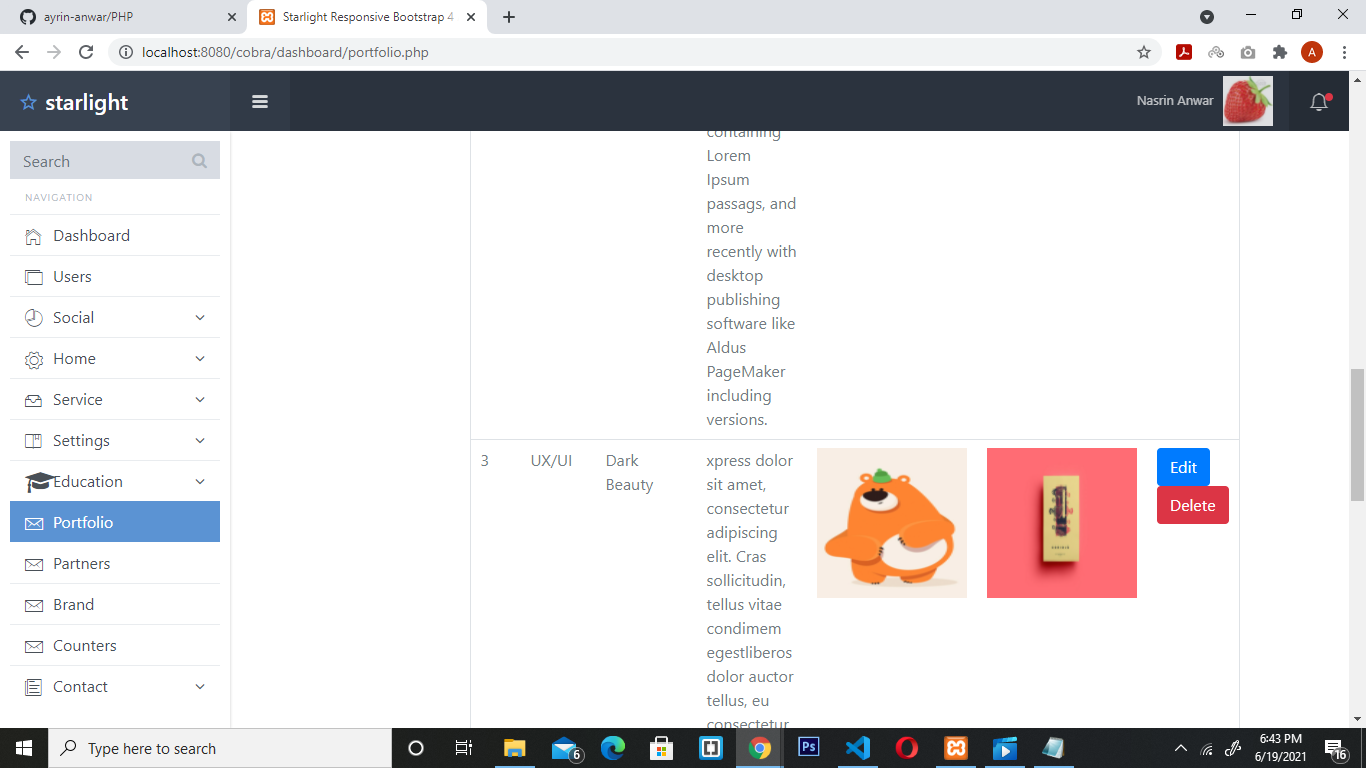 ayrin-anwar/PHP
Starlight Responsive Bootstrap 4
localhost:8080/cobra/dashboard/portfolio.php
A
starlight
Nasrin Anwar
Search
NAVIGATION
Dashboard
Users
Social
Home
Service
Settings
Education
Portfolio
Partners
Brand
Counters
Contact
containing
Lorem
Ipsum
passags, and
more
recently with
desktop
publishing
software like
Aldus
PageMaker
including
versions.
3
UX/UI
Dark
Beauty
xpress dolor
sit amet,
consectetur
adipiscing
elit. Cras
sollicitudin,
tellus vitae
condimem
egestliberos
dolor auctor
tellus, eu
consectetur
Edit
Delete
Type here to search
6
Ps
6:43 PM
6/19/2021
16